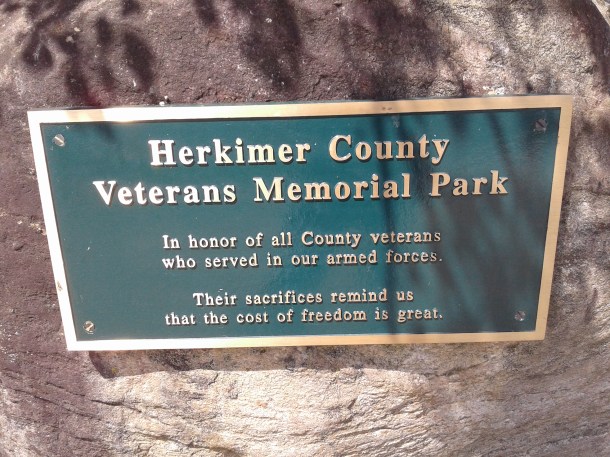 Herkimer County
Veterans Memorial Park
In honor of all County veterans
who served in our armed forces.
Their sacrifices remind us
that the cost of freedom is great.